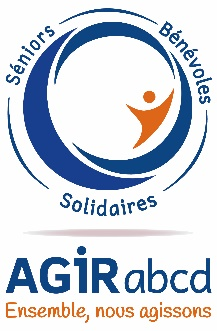 Séniors
Bénévoles
Solidaires
AGiRabcd
Ensemble, nous agissons